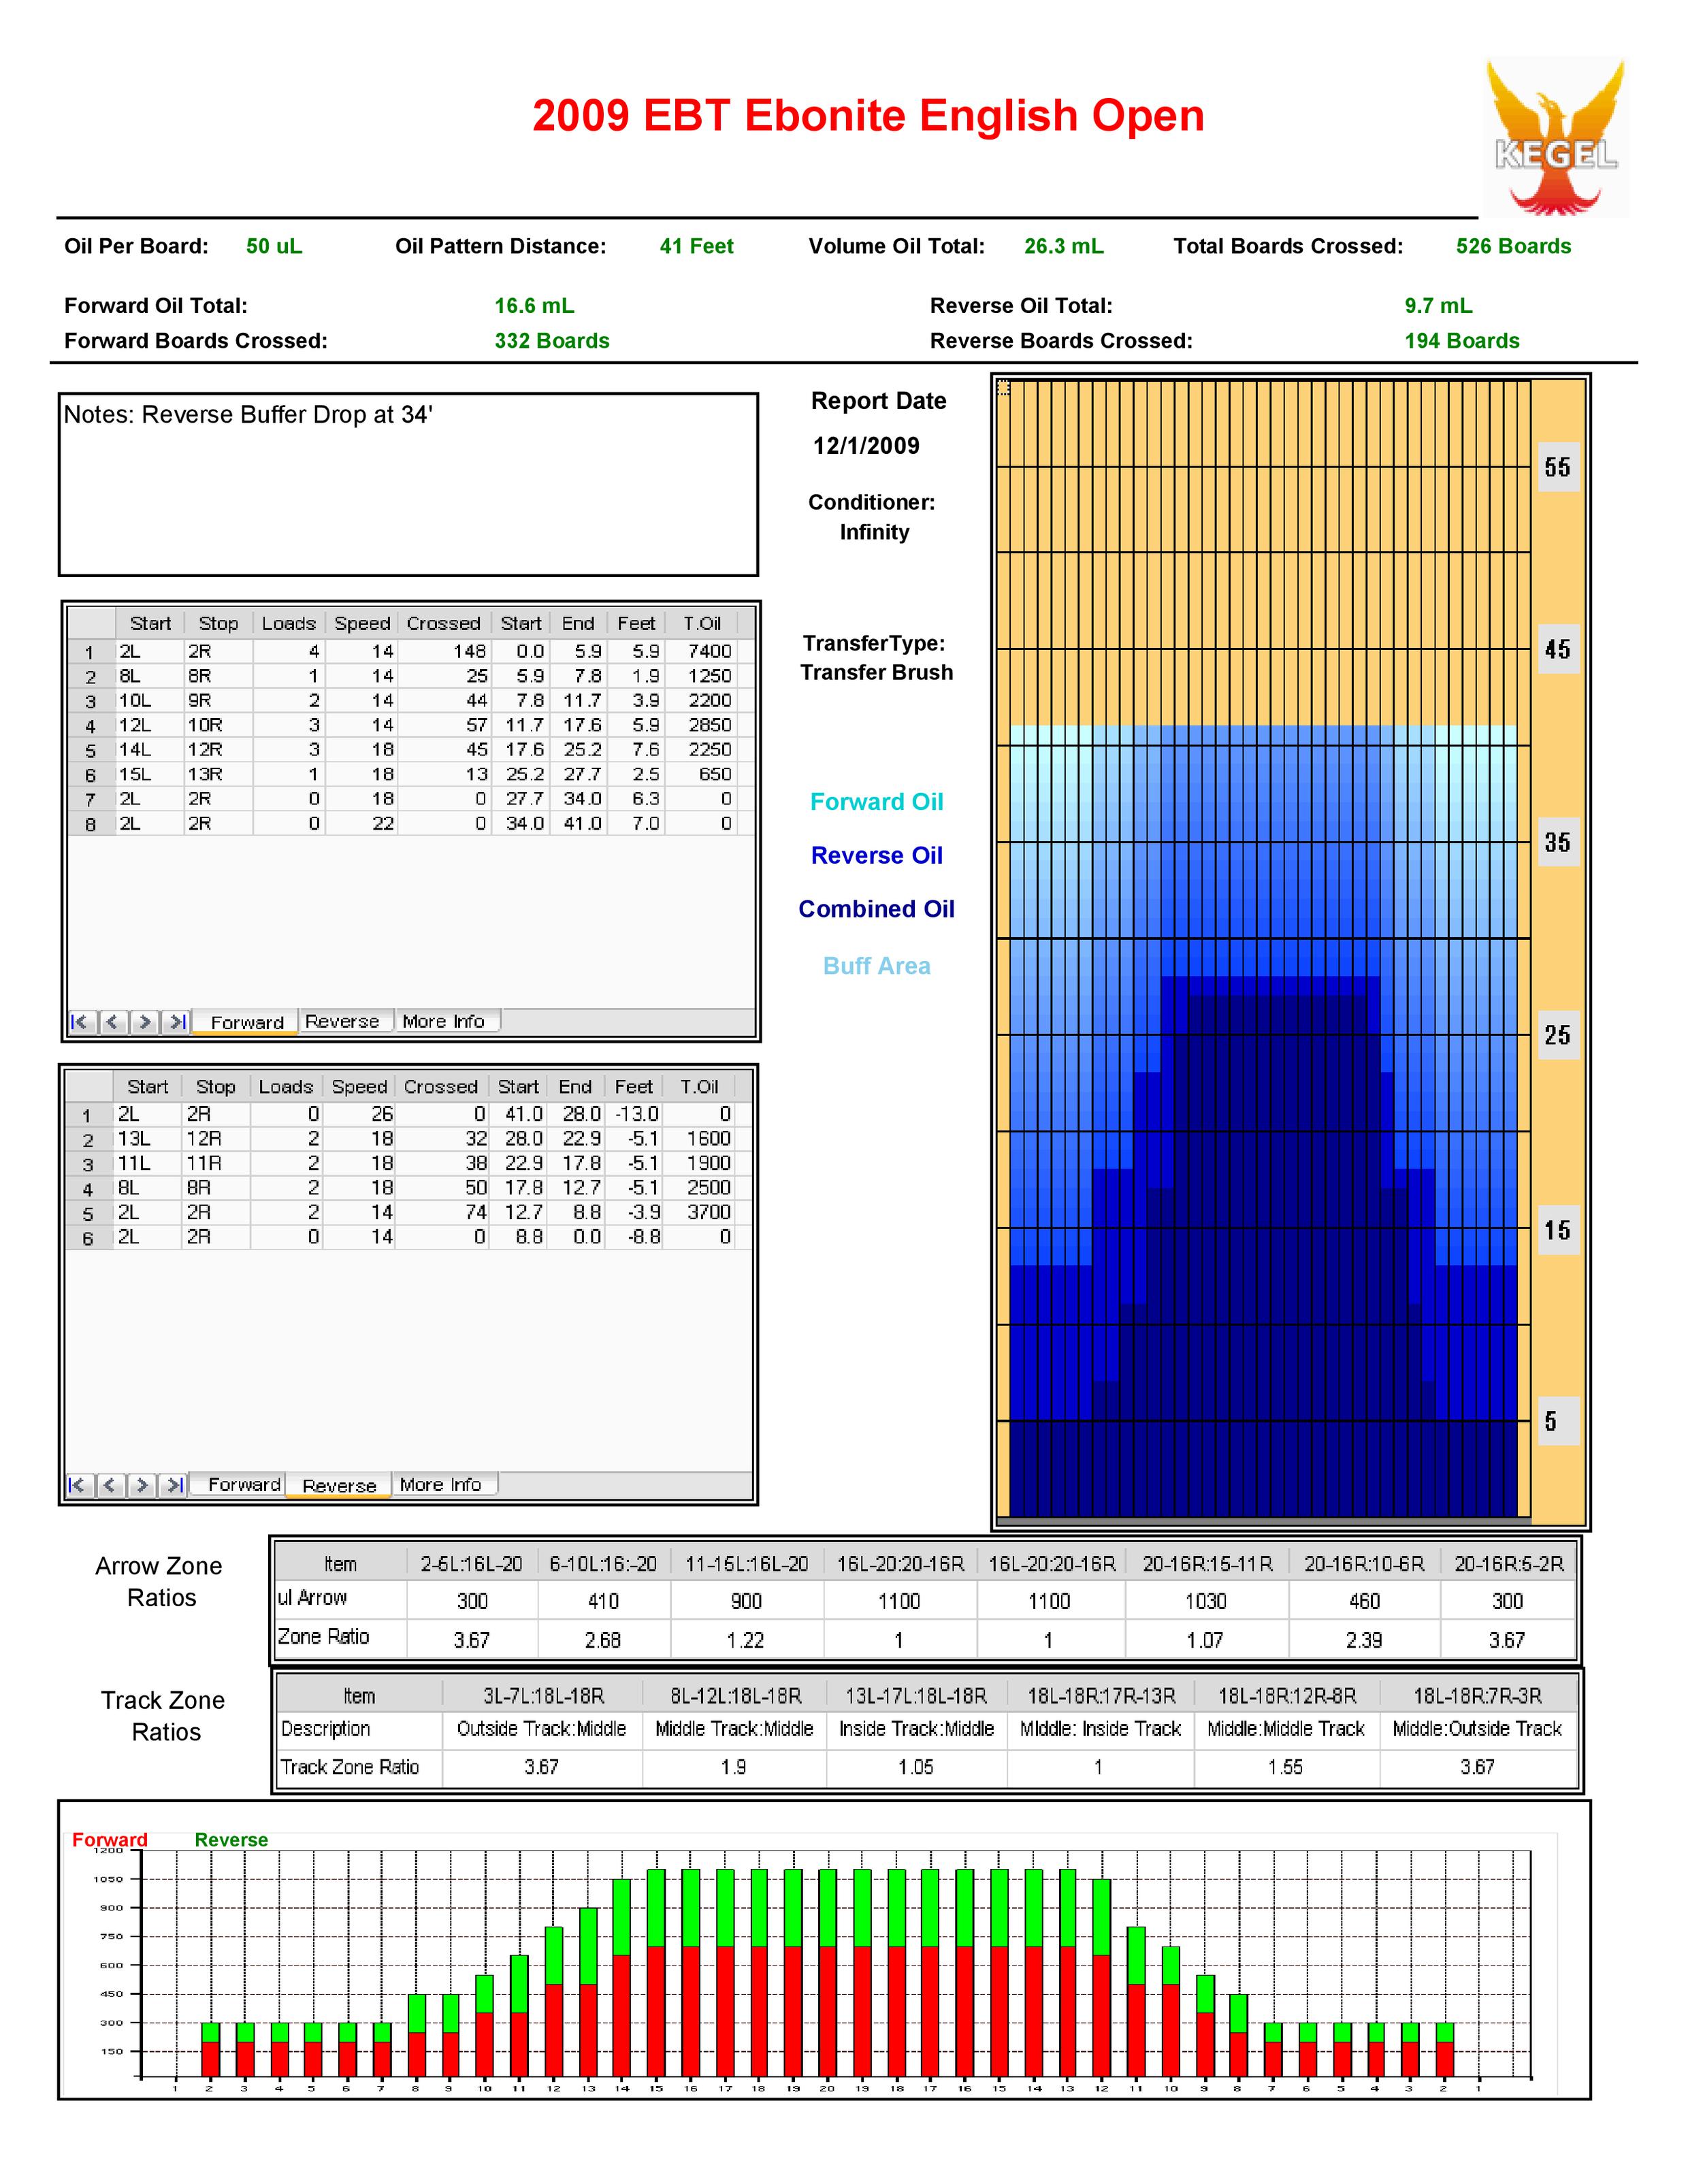 2009 EBT Ebonite English Open
KEGEL
Oil Per Board: 50 uL Oil Pattern Distance: 41 Feet Volume Oil Total: 26.3 mL Total Boards Crossed: 526 Boards
Forward Oil Total: 16.6 mL Reverse Oil Total: 9.7 mL
Forward Boards Crossed: 332 Boards Reverse Boards Crossed: 194 Boards
Notes: Reverse Buffer Drop at 34'
Start Stop Loads Speed Crossed Start End Feet T.Oil
1 2L 2R 4 14 148 0.0 5.9 5.9 7400
2 8L 8R 1 14 25 5.9 7.8 1.9 1250
3 10L 9R 2 14 44 7.8 11.7 3.9 2200
4 12L 10R 3 14 57 11.7 17.6 5.9 2850
5 14L 12R 3 18 45 17.6 25.2 7.6 2250
6 15L 13R 1 18 13 25.2 27.7 2.5 650
7 2L 2R 0 18 0 27.7 34.0 6.3 0
8 2L 2R 0 22 0 34.0 41.0 7.0 0
Forward Reverse More Info
Start Stop Loads Speed Crossed Start End Feet T.Oil
1 2L 2R 0 26 0 41.0 28.0 -13.0 0
2 13L 12R 2 18 32 28.0 22.9 -5.1 1600
3 11L 11R 2 18 38 22.9 17.8 -5.1 1900
4 8L 8R 2 18 50 17.8 12.7 -5.1 2500
5 2L 2R 2 14 74 12.7 8.8 -3.9 3700
6 2L 2R 0 14 0 8.8 0.0 -8.8 0
Forward Reverse More Info
Report Date
12/1/2009
Conditioner:
Infinity
TransferType:
Transfer Brush
Forward Oil
Reverse Oil
Combined Oil
Buff Area
55
45
35
25
15
5
Arrow Zone
Ratios
Item 2-5L:16L-20 6-10L:16:-20 11-15L:16L-20 16L-20:20-16R 16L-20:20-16R 20-16R:15-11R 20-16R:10-6R 20-16R:5-2R
ul Arrow 300 410 900 1100 1100 1030 460 300
Zone Ratio 3.67 2.68 1.22 1 1 1.07 2.39 3.67
Track Zone
Ratios
Item 3L-7L:18L-18R 8L-12L:18L-18R 13L-17L:18L-18R 18L-18R:17R-13R 18L-18R:12R-8R 18L-18R:7R-3R
Description Outside Track:Middle Middle Track:Middle Inside Track:Middle MIddle: Inside Track Middle:Middle Track Middle:Outside Track
Track Zone Ratio 3.67 1.9 1.05 1 1.55 3.67
Forward Reverse
1200
1050
900
750
600
450
300
150
1 2 3 4 5 6 7 8 9 10 11 12 13 14 15 16 17 18 19 20 19 18 17 16 15 14 13 12 11 10 9 8 7 6 5 4 3 2 1